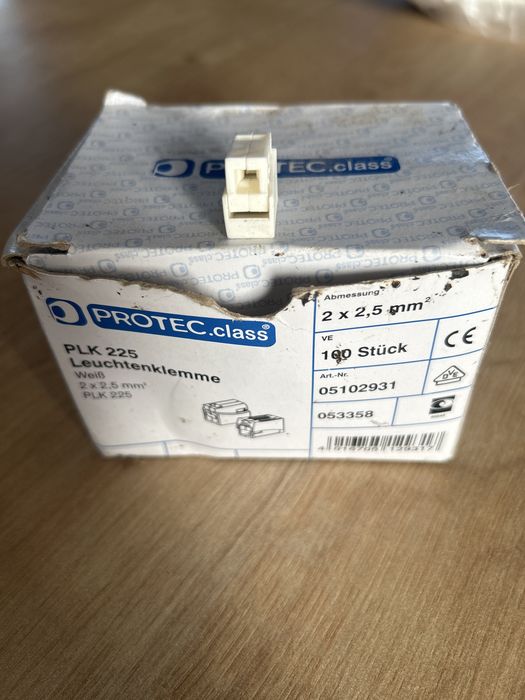 PROTEC.class®
PROTEC.class®
PLK 225
Leuchtenklemme
Weiß
2 x 2,5 mm²
PLK 225
Abmessung
2 x 2,5 mm²
VE
100 Stück
Art.-Nr.
05102931
053358
CE